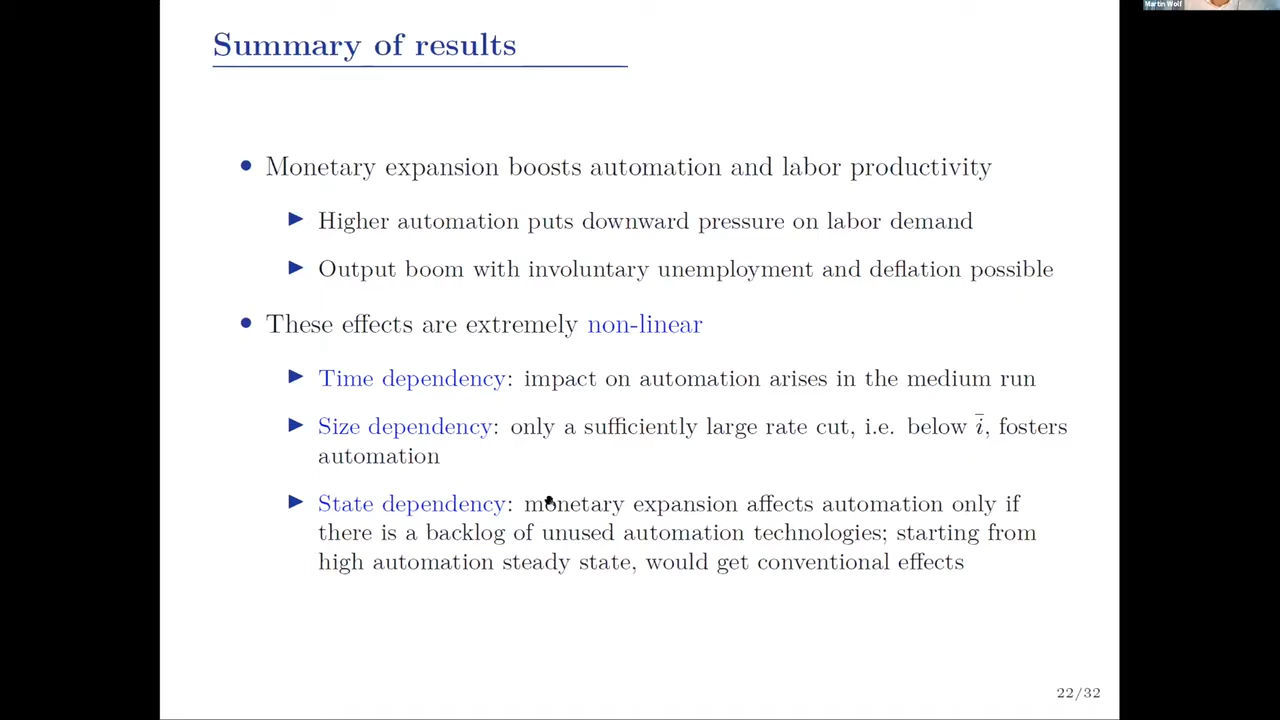 Martin Wolf
Summary of results
• Monetary expansion boosts automation and labor productivity
▶ Higher automation puts downward pressure on labor demand
▶ Output boom with involuntary unemployment and deflation possible
• These effects are extremely non-linear
▶ Time dependency: impact on automation arises in the medium run
▶ Size dependency: only a sufficiently large rate cut, i.e. below i̅, fosters
automation
▶ State dependency: monetary expansion affects automation only if
there is a backlog of unused automation technologies; starting from
high automation steady state, would get conventional effects
22/32